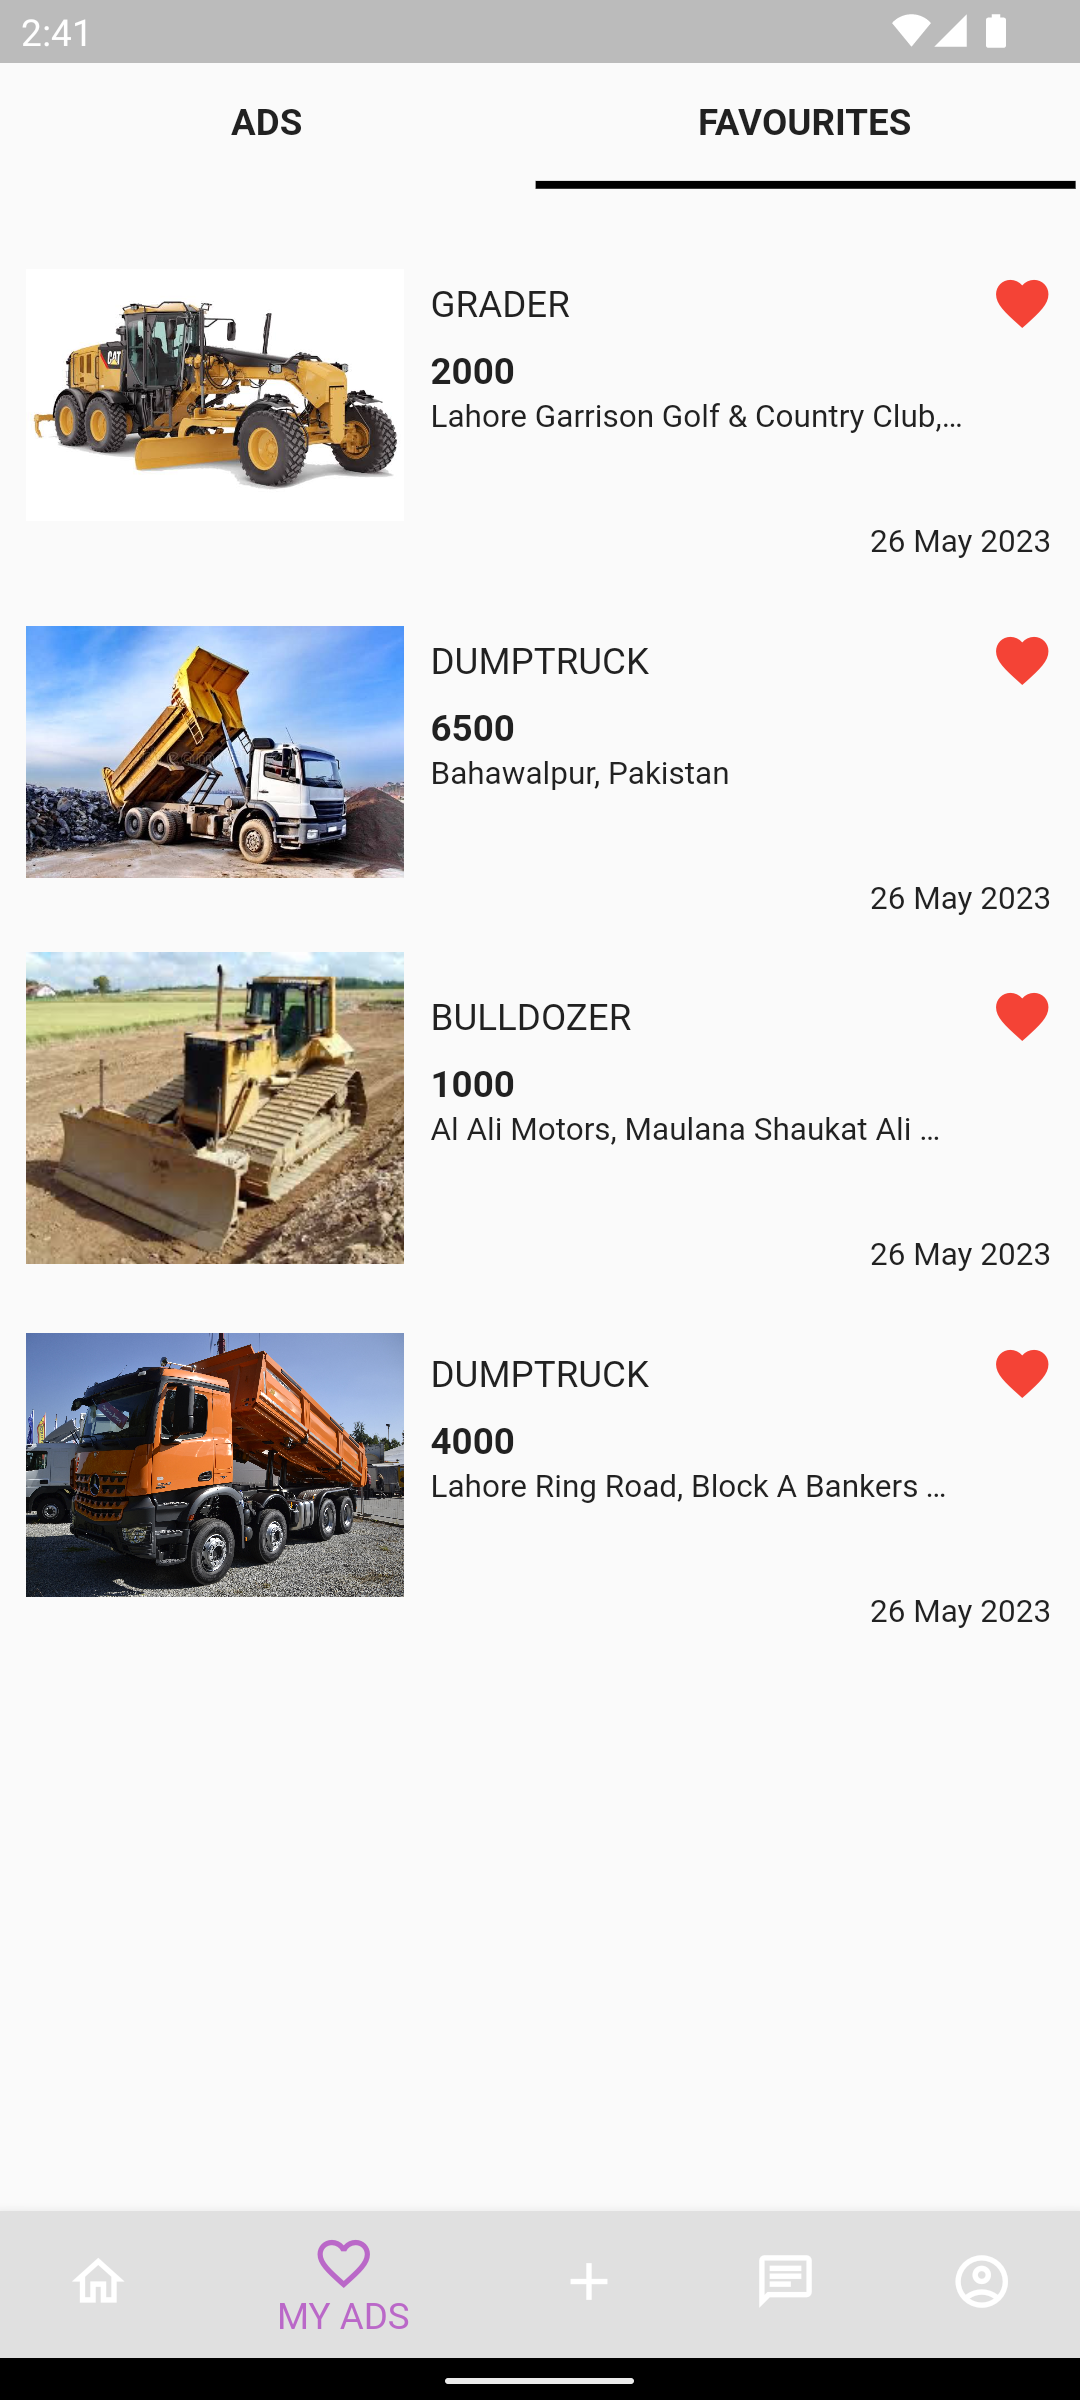 2:41
ADS
FAVOURITES
CAT
GRADER
2000
Lahore Garrison Golf & Country Club,...
26 May 2023
DUMPTRUCK
6500
Bahawalpur, Pakistan
26 May 2023
BULLDOZER
1000
Al Ali Motors, Maulana Shaukat Ali ...
26 May 2023
DUMPTRUCK
4000
Lahore Ring Road, Block A Bankers ...
26 May 2023
MY ADS